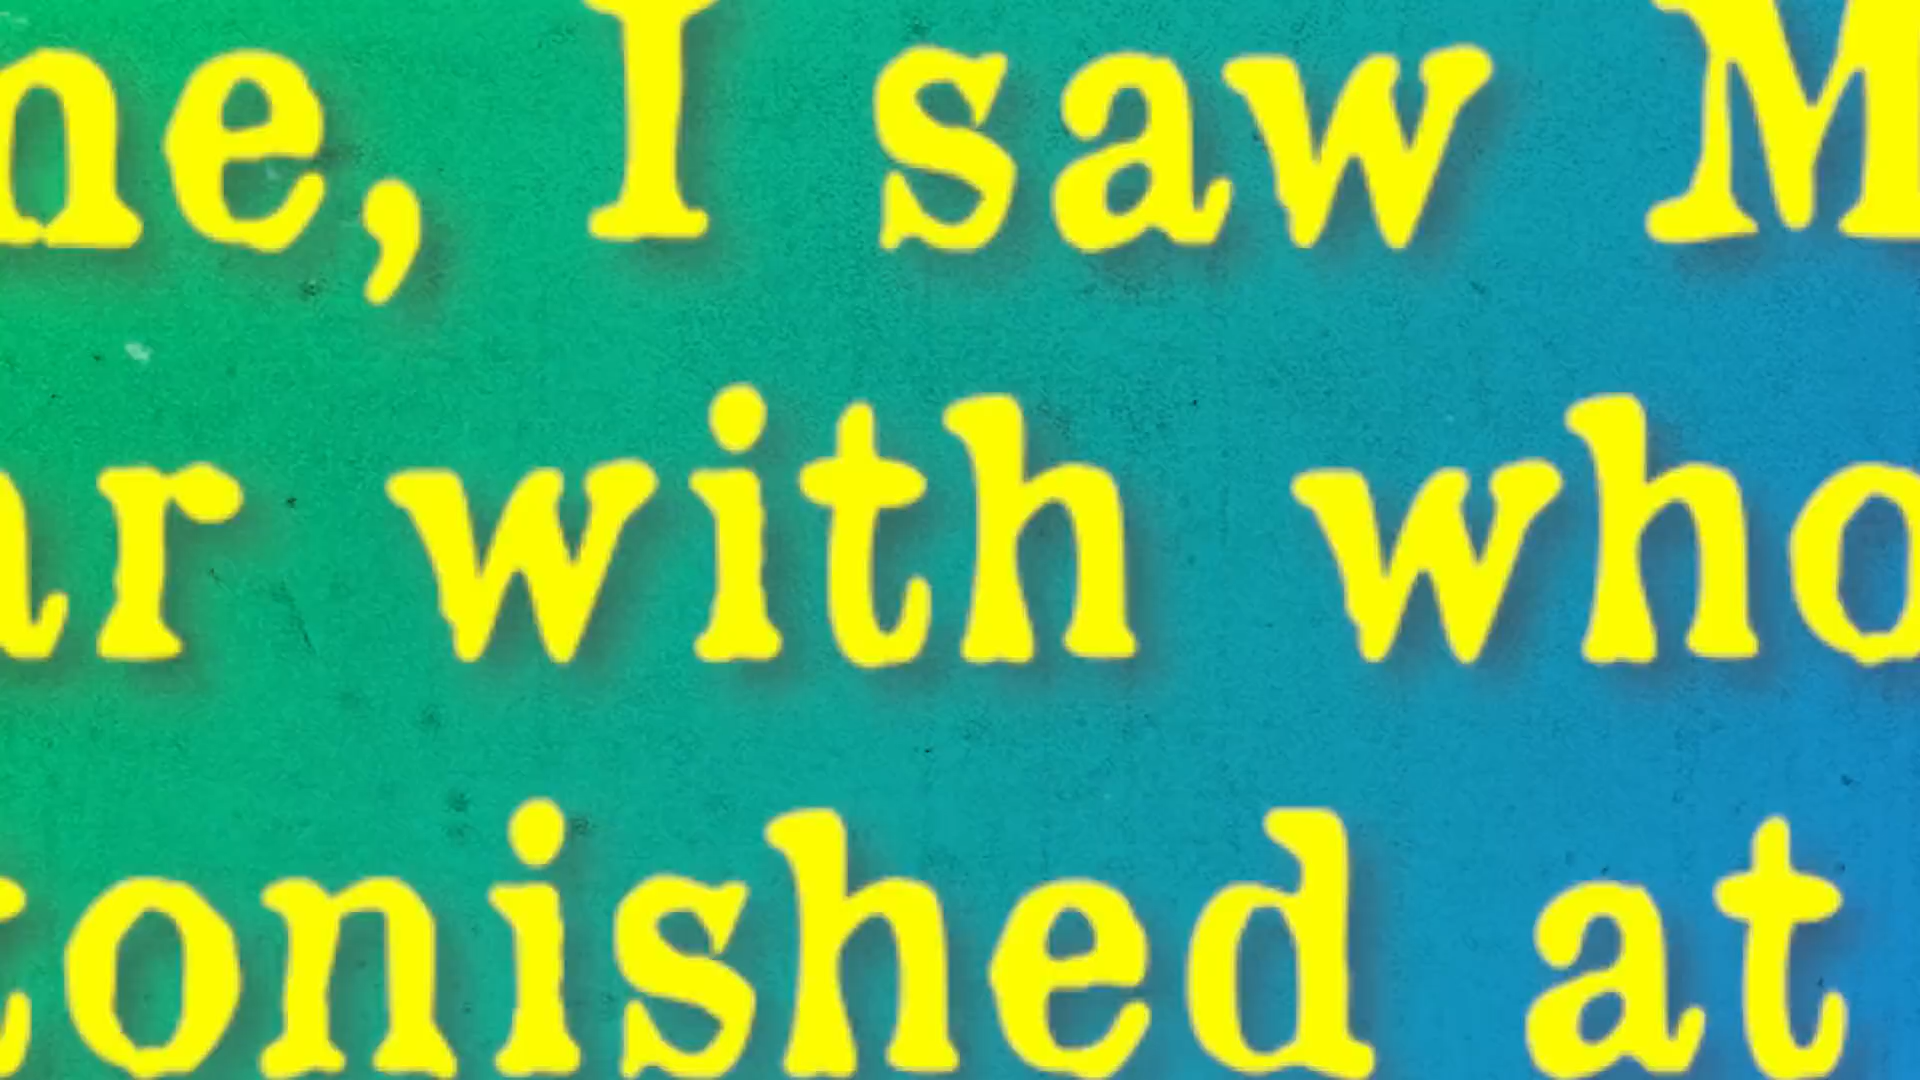 ne, I saw M
ar with who
tonished at